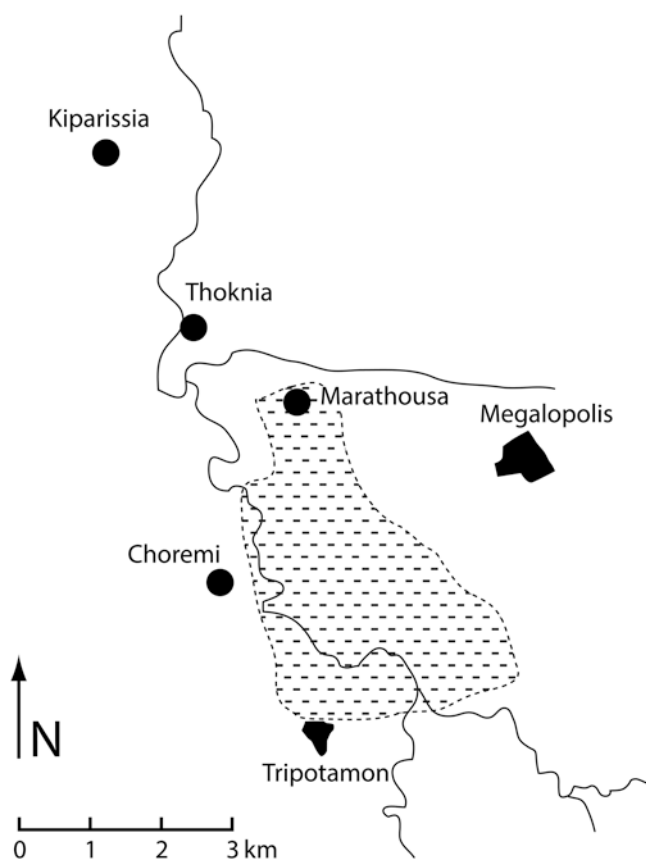 Kiparissia
Thoknia
Marathousa
Megalopolis
Choremi
N
Tripotamon
0 1 2 3 km